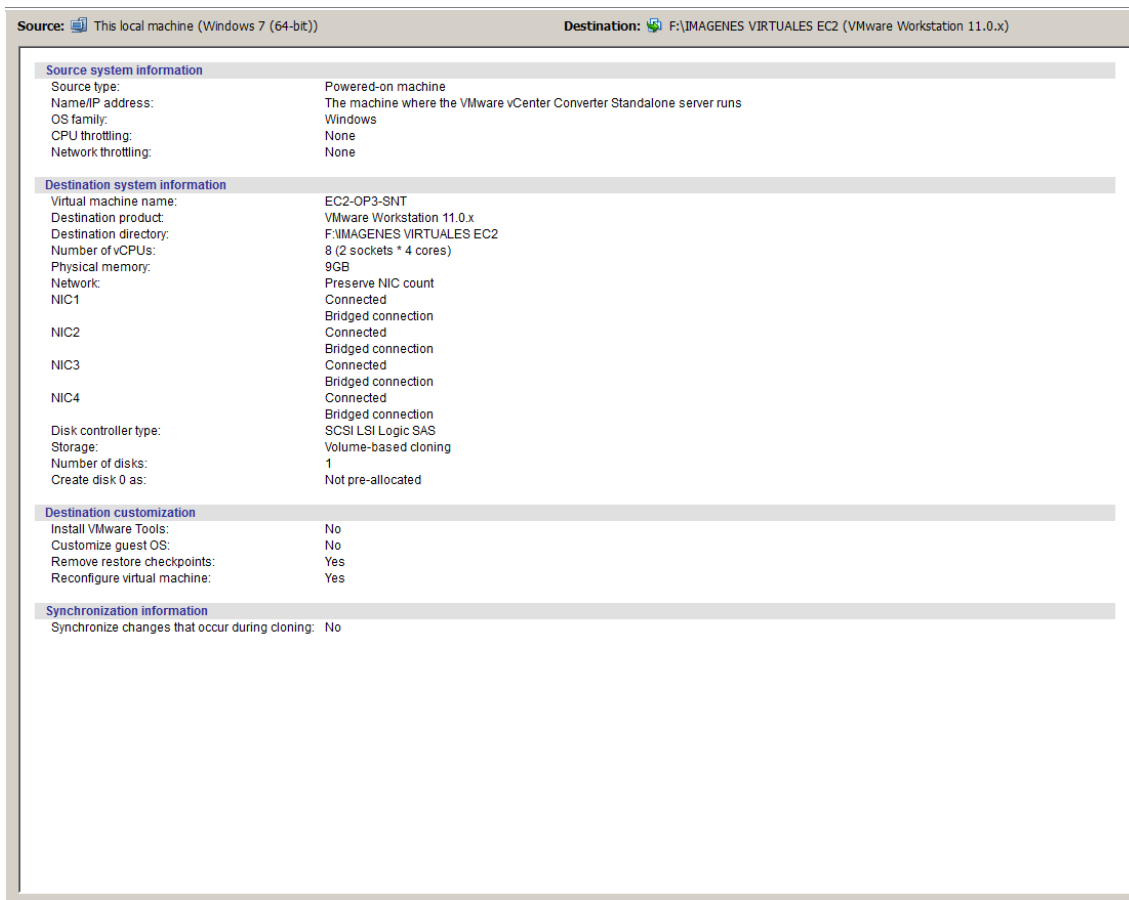 Source: This local machine (Windows 7 (64-bit)) Destination: F:\IMAGENES VIRTUALES EC2 (VMware Workstation 11.0.x)
Source system information
Source type: Powered-on machine
Name/IP address: The machine where the VMware vCenter Converter Standalone server runs
OS family: Windows
CPU throttling: None
Network throttling: None
Destination system information
Virtual machine name: EC2-OP3-SNT
Destination product: VMware Workstation 11.0.x
Destination directory: F:\IMAGENES VIRTUALES EC2
Number of vCPUs: 8 (2 sockets * 4 cores)
Physical memory: 9GB
Network: Preserve NIC count
NIC1 Connected
Bridged connection
NIC2 Connected
Bridged connection
NIC3 Connected
Bridged connection
NIC4 Connected
Bridged connection
Disk controller type: SCSI LSI Logic SAS
Storage: Volume-based cloning
Number of disks: 1
Create disk 0 as: Not pre-allocated
Destination customization
Install VMware Tools: No
Customize guest OS: No
Remove restore checkpoints: Yes
Reconfigure virtual machine: Yes
Synchronization information
Synchronize changes that occur during cloning: No